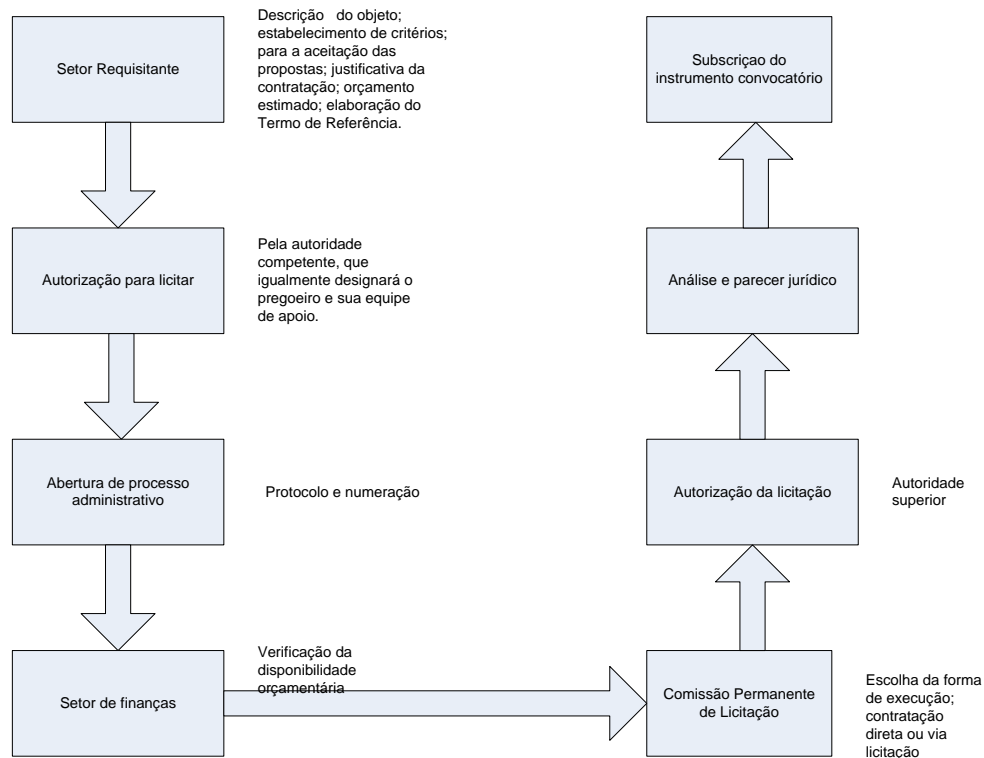 Setor Requisitante
Descrição do objeto;
estabelecimento de critérios;
para a aceitação das
propostas; justificativa da
contratação; orçamento
estimado; elaboração do
Termo de Referência.
Autorização para licitar
Pela autoridade
competente, que
igualmente designará o
pregoeiro e sua equipe
de apoio.
Abertura de processo
administrativo
Protocolo e numeração
Setor de finanças
Verificação da
disponibilidade
orçamentária
Comissão Permanente
de Licitação
Escolha da forma
de execução;
contratação
direta ou via
licitação
Autorização da licitação
Autoridade
superior
Análise e parecer jurídico
Subscriçao do
instrumento convocatório